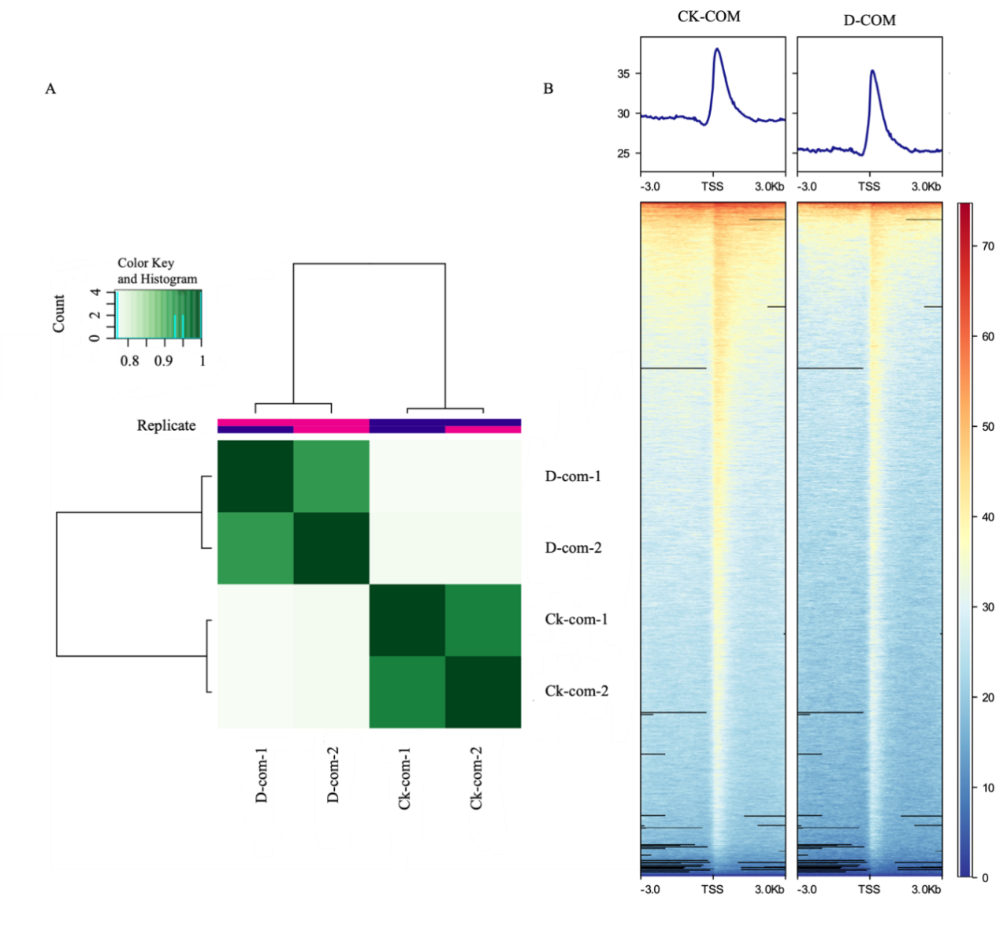 A
Color Key
and Histogram
Count
4
2
0
0.8 0.9 1
Replicate
D-com-1
D-com-2
Ck-com-1
Ck-com-2
D-com-1 D-com-2 Ck-com-1 Ck-com-2
B
CK-COM D-COM
35
30
25
-3.0 TSS 3.0Kb -3.0 TSS 3.0Kb
70
60
50
40
30
20
10
0
-3.0 TSS 3.0Kb -3.0 TSS 3.0Kb